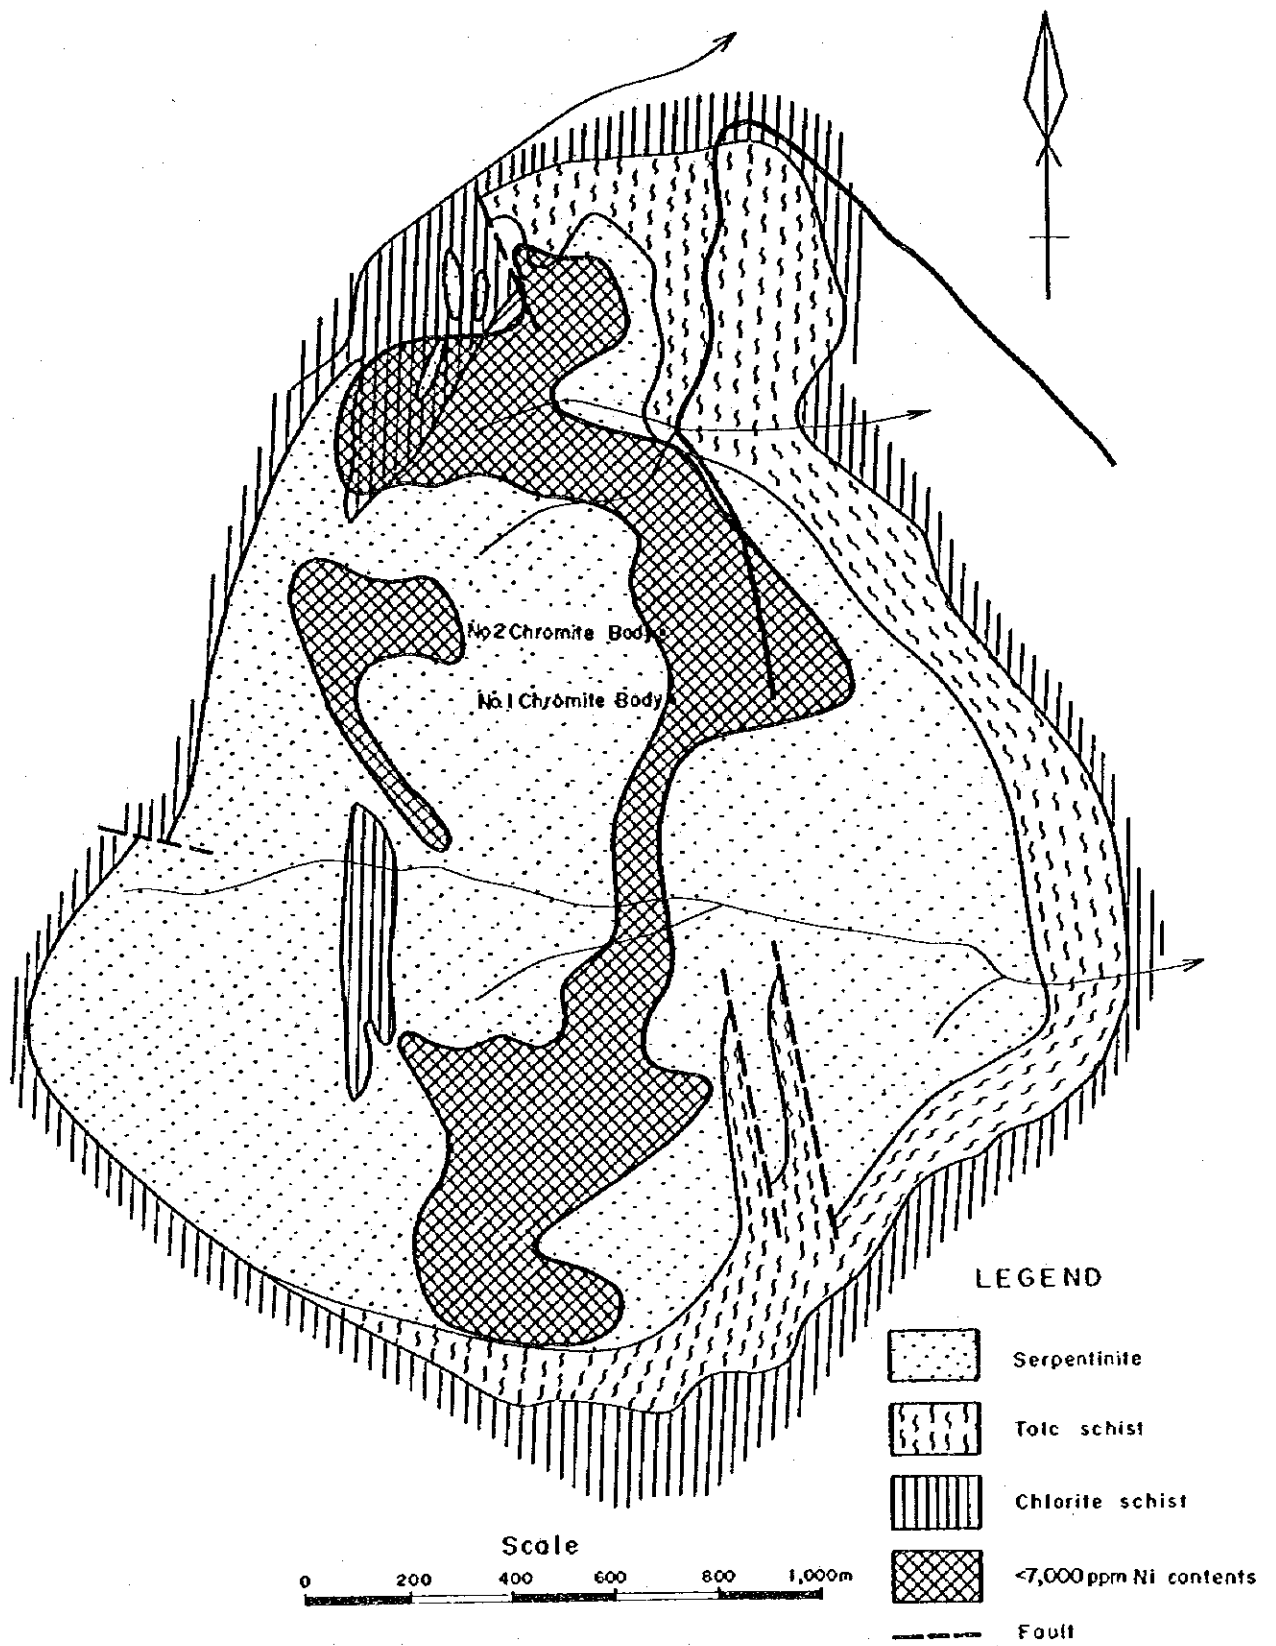 No.2 Chromite Body
No.1 Chromite Body
LEGEND
Serpentinite
Talc schist
Chlorite schist
<7,000 ppm Ni contents
Fault
Scale
0 200 400 600 800 1,000m